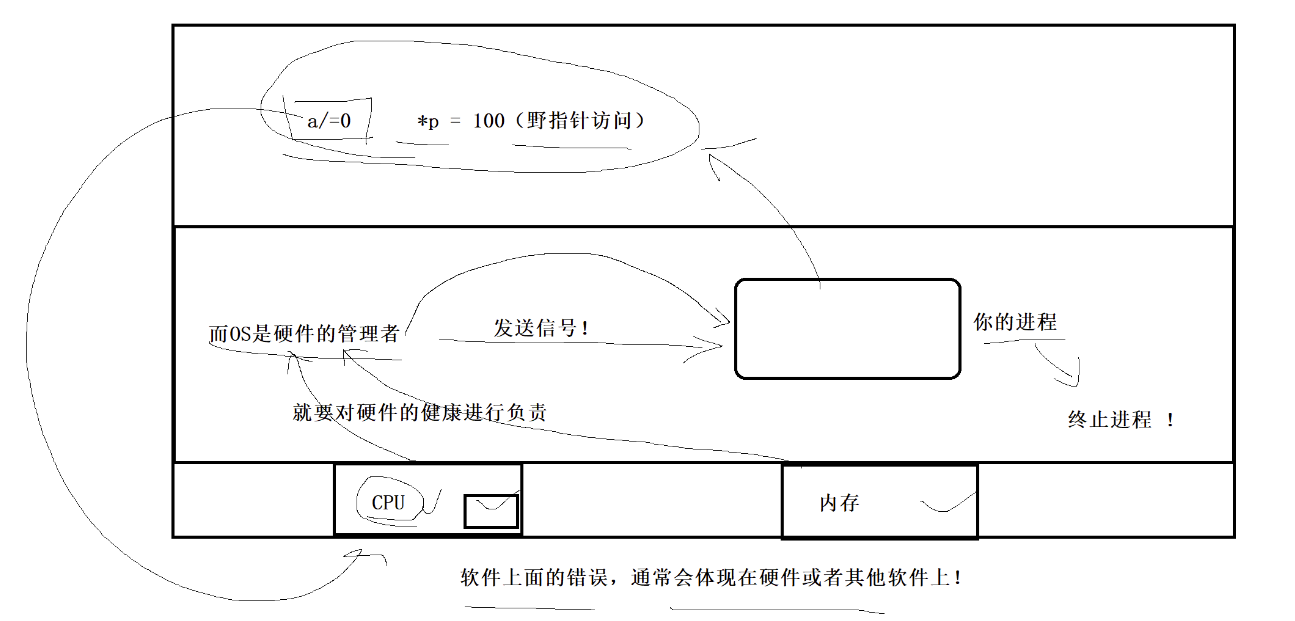 a/=0 *p = 100（野指针访问）
而OS是硬件的管理者 发送信号！ 你的进程
就要对硬件的健康进行负责 终止进程 ！
CPU 内存
软件上面的错误，通常会体现在硬件或者其他软件上！